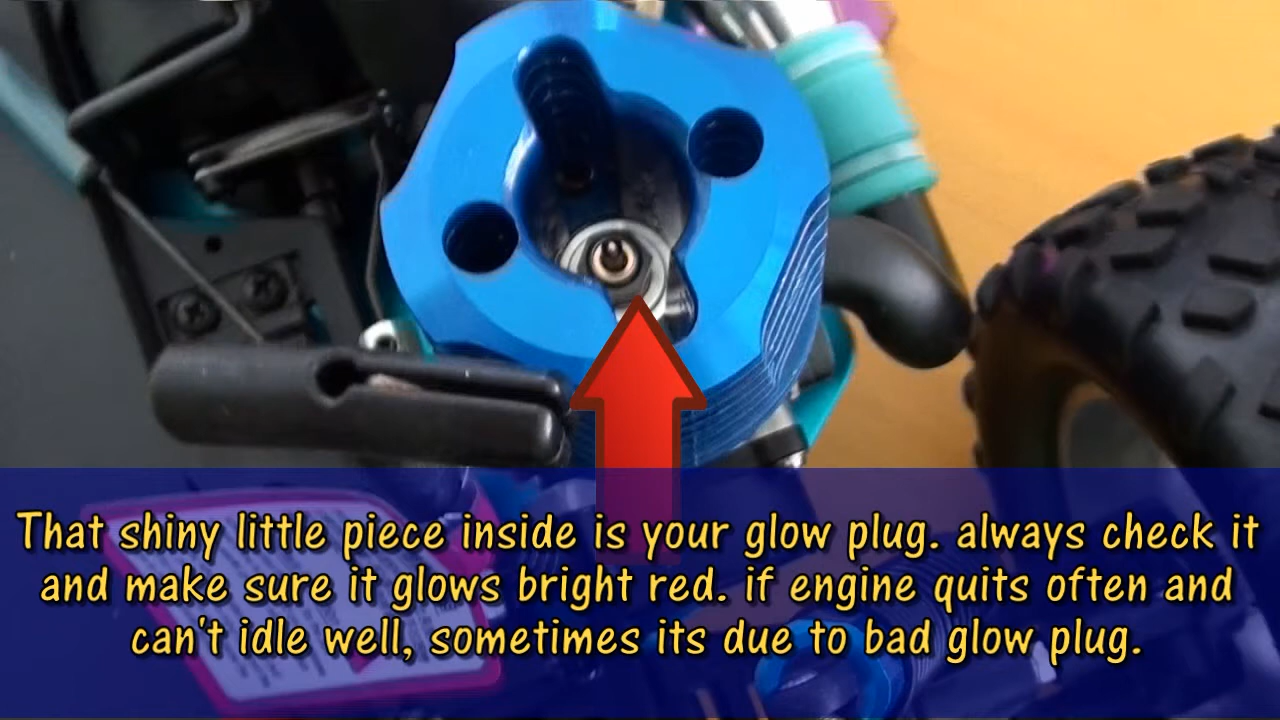 That shiny little piece inside is your glow plug. always check it
and make sure it glows bright red. if engine quits often and
can't idle well, sometimes its due to bad glow plug.